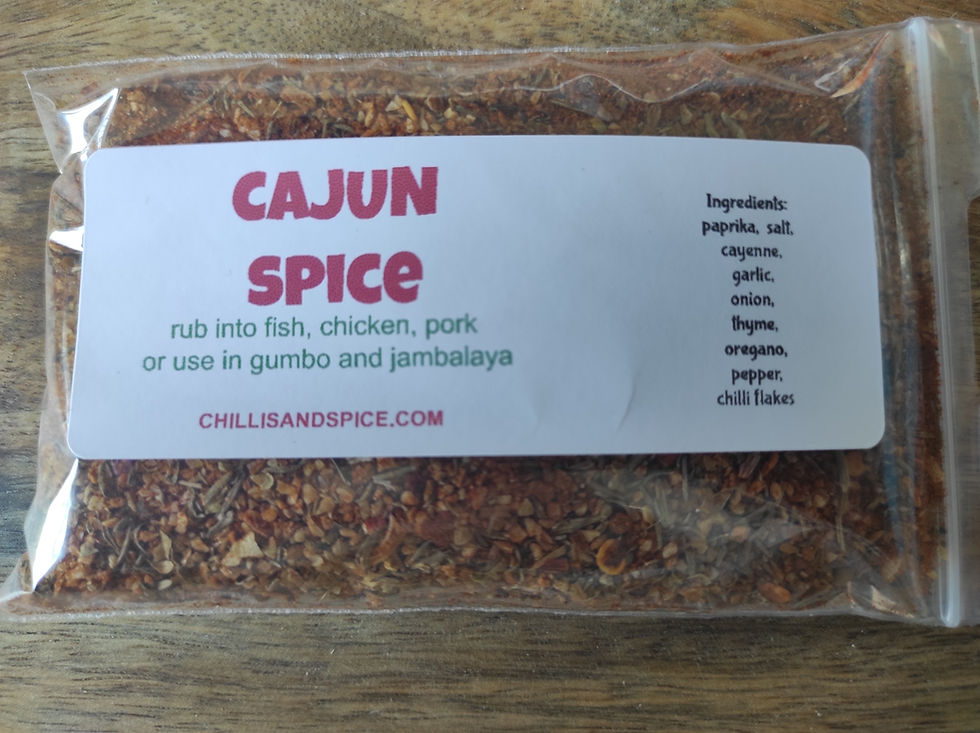 CAJUN
SPICE
rub into fish, chicken, pork
or use in gumbo and jambalaya
CHILLISANDSPICE.COM
Ingredients:
paprika, salt,
cayenne,
garlic,
onion,
thyme,
oregano,
pepper,
chilli flakes